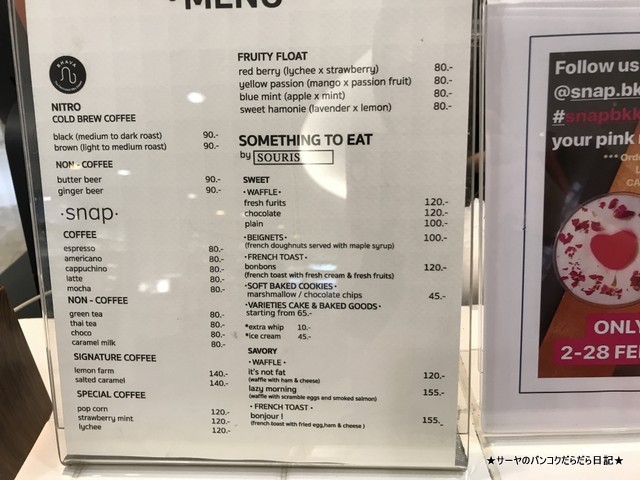 MENU
BRAVA
NITRO
COLD BREW COFFEE
black (medium to dark roast) 90.-
brown (light to medium roast) 90.-
NON - COFFEE
butter beer 90.-
ginger beer 90.-
·snap·
COFFEE
espresso 80.-
americano 80.-
cappuchino 80.-
latte 80.-
mocha 80.-
NON - COFFEE
green tea 80.-
thai tea 80.-
choco 80.-
caramel milk 80.-
SIGNATURE COFFEE
lemon farm 140.-
salted caramel 140.-
SPECIAL COFFEE
pop corn 120.-
strawberry mint 120.-
lychee 120.-
FRUITY FLOAT
red berry (lychee x strawberry) 80.-
yellow passion (mango x passion fruit) 80.-
blue mint (apple x mint) 80.-
sweet hamonie (lavender x lemon) 80.-
SOMETHING TO EAT
by SOURIS
SWEET
• WAFFLE •
fresh furits 120.-
chocolate 120.-
plain 100.-
• BEIGNETS • 100.-
(french doughnuts served with maple syrup)
• FRENCH TOAST •
bonbons 120.-
(french toast with fresh cream & fresh fruits)
• SOFT BAKED COOKIES •
marshmallow / chocolate chips 45.-
• VARIETIES CAKE & BAKED GOODS •
starting from 65.-
*extra whip 10.-
*ice cream 45.-
SAVORY
• WAFFLE •
it's not fat 120.-
(waffle with ham & cheese)
lazy morning 155.-
(waffle with scramble eggs and smoked salmon)
• FRENCH TOAST •
bonjour ! 155.-
(french toast with fried egg,ham & cheese )
Follow us
@snap.bk
#snapbkk
your pink
*** Orde
L
CA
ONLY
2-28 FE
★サーヤのバンコクだらだら日記★